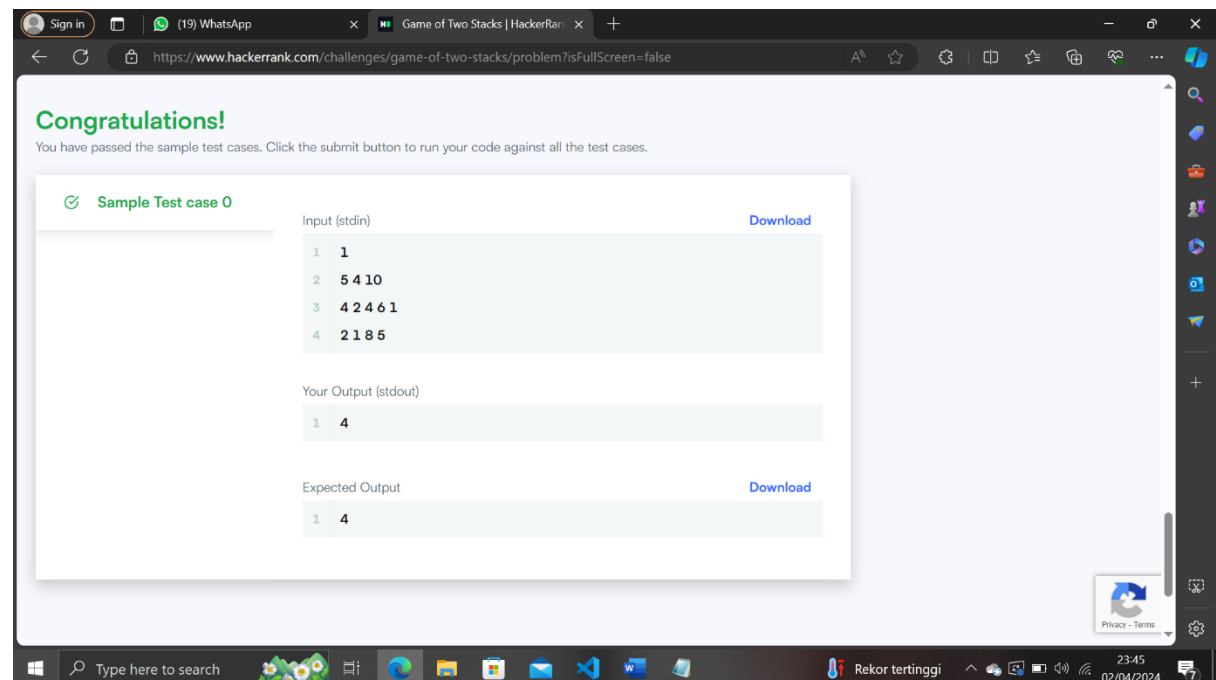 Sign in
(19) WhatsApp
Game of Two Stacks | HackerRan
https://www.hackerrank.com/challenges/game-of-two-stacks/problem?isFullScreen=false
Congratulations!
You have passed the sample test cases. Click the submit button to run your code against all the test cases.
Sample Test case 0
Input (stdin)
Download
1 1
2 5 4 10
3 4 2 4 6 1
4 2 1 8 5
Your Output (stdout)
1 4
Expected Output
Download
1 4
Privacy - Terms
Type here to search
Rekor tertinggi
23:45
02/04/2024
7